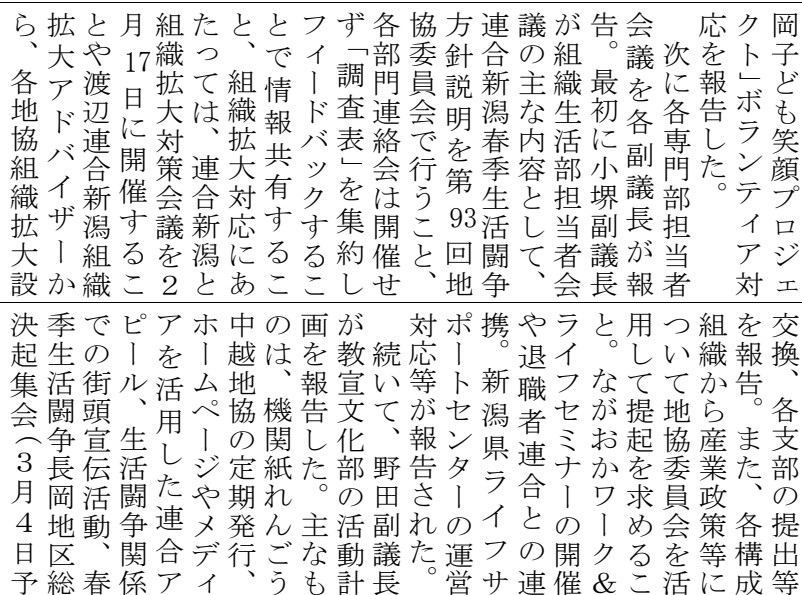 岡子ども笑顔プロジェ
クト」ボランティア対
応を報告した。
次に各専門部担当者
会議を各副議長が報
告。最初に小堺副議長
が組織生活部担当者会
議の主な内容として、
連合新潟春季生活闘争
方針説明を第93回地
協委員会で行うこと、
各部門連絡会は開催せ
ず「調査表」を集約し
フィードバックするこ
とで情報共有するこ
と、組織拡大対応にあ
たっては、連合新潟と
組織拡大対策会議を2
月17日に開催するこ
とや渡辺連合新潟組織
拡大アドバイザーか
ら、各地協組織拡大設
交換、各支部の提出等
を報告。また、各構成
組織から産業政策等に
ついて地協委員会を活
用して提起を求めるこ
と。ながおかワーク&
ライフセミナーの開催
や退職者連合との連
携。新潟県ライフサ
ポートセンターの運営
対応等が報告された。
続いて、野田副議長
が教宣文化部の活動計
画を報告した。主なも
のは、機関紙れんごう
中越地協の定期発行、
ホームページやメディ
アを活用した連合ア
ピール、生活闘争関係
での街頭宣伝活動、春
季生活闘争長岡地区総
決起集会(3月4日予